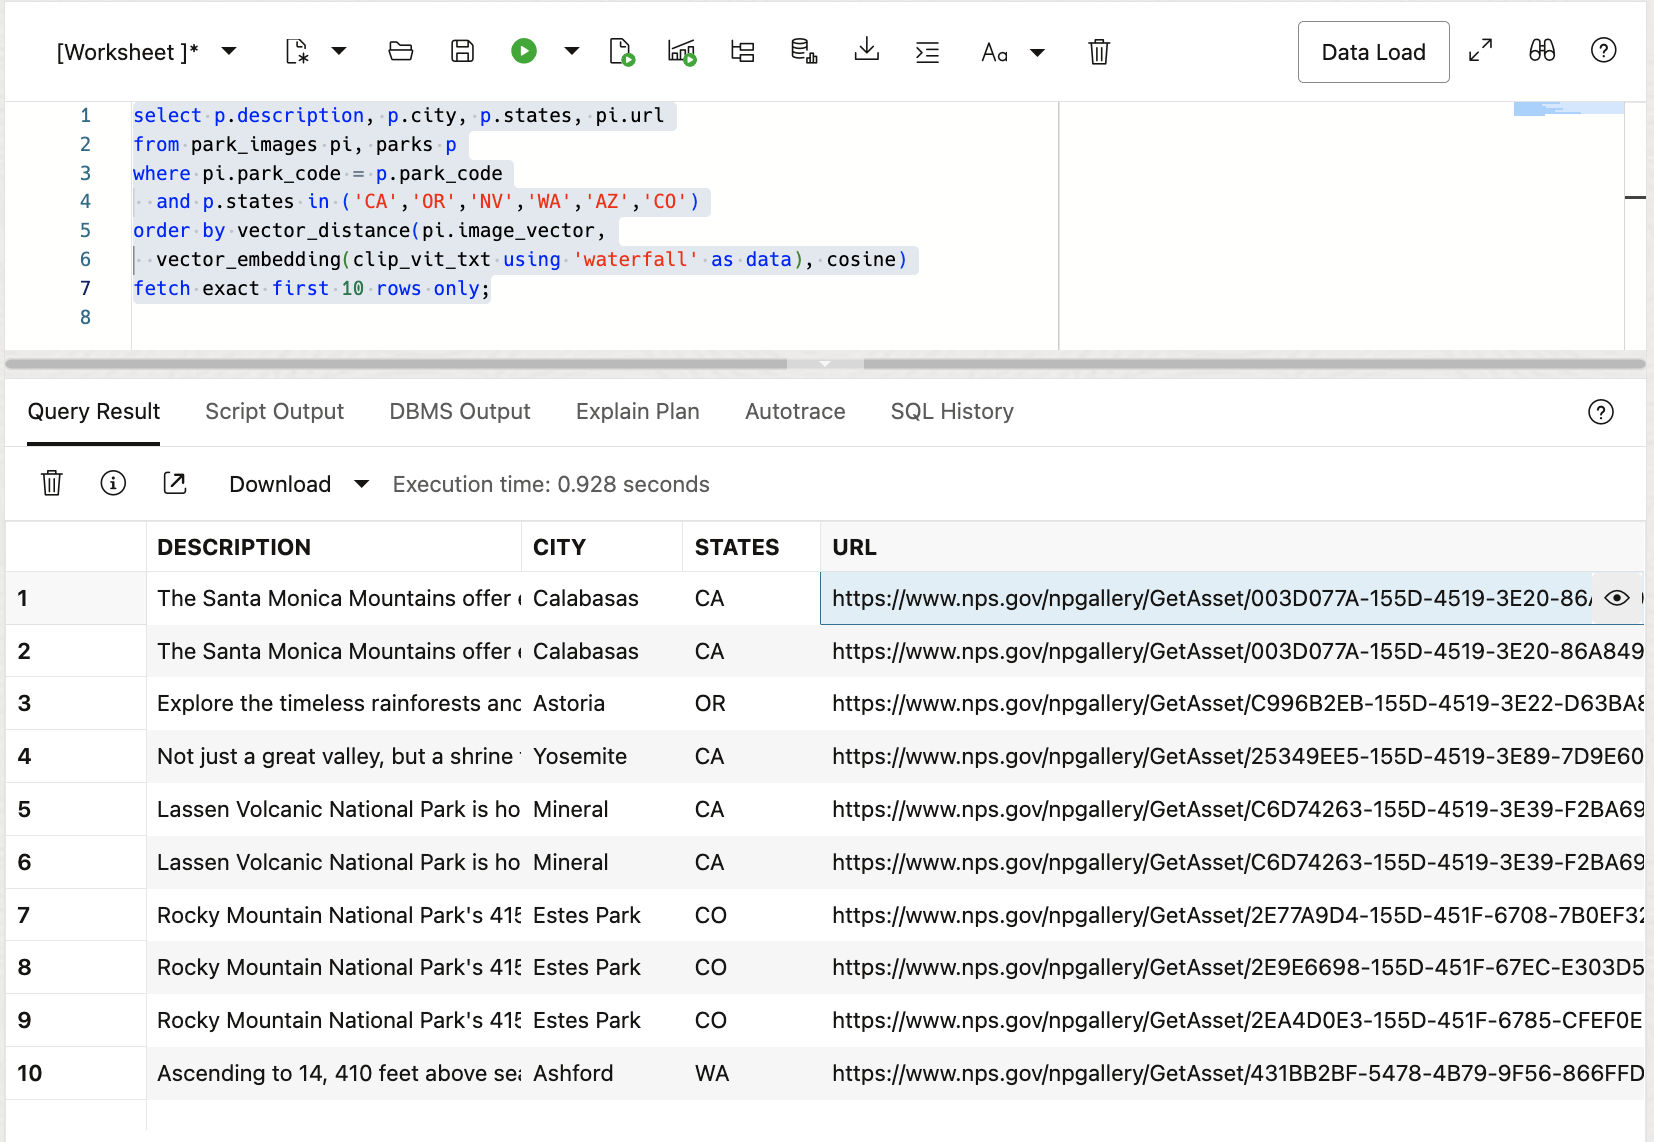 [Worksheet ]*
Aa
Data Load
1 select p.description, p.city, p.states, pi.url
2 from park_images pi, parks p
3 where pi.park_code = p.park_code
4 and p.states in ('CA','OR','NV','WA','AZ','CO')
5 order by vector_distance(pi.image_vector,
6 vector_embedding(clip_vit_txt using 'waterfall' as data), cosine)
7 fetch exact first 10 rows only;
8
Query Result Script Output DBMS Output Explain Plan Autotrace SQL History
Download Execution time: 0.928 seconds
DESCRIPTION CITY STATES URL
1 The Santa Monica Mountains offer Calabasas CA https://www.nps.gov/npgallery/GetAsset/003D077A-155D-4519-3E20-86
2 The Santa Monica Mountains offer Calabasas CA https://www.nps.gov/npgallery/GetAsset/003D077A-155D-4519-3E20-86A849
3 Explore the timeless rainforests and Astoria OR https://www.nps.gov/npgallery/GetAsset/C996B2EB-155D-4519-3E22-D63BA8
4 Not just a great valley, but a shrine Yosemite CA https://www.nps.gov/npgallery/GetAsset/25349EE5-155D-4519-3E89-7D9E60
5 Lassen Volcanic National Park is ho Mineral CA https://www.nps.gov/npgallery/GetAsset/C6D74263-155D-4519-3E39-F2BA69
6 Lassen Volcanic National Park is ho Mineral CA https://www.nps.gov/npgallery/GetAsset/C6D74263-155D-4519-3E39-F2BA69
7 Rocky Mountain National Park's 415 Estes Park CO https://www.nps.gov/npgallery/GetAsset/2E77A9D4-155D-451F-6708-7B0EF32
8 Rocky Mountain National Park's 415 Estes Park CO https://www.nps.gov/npgallery/GetAsset/2E9E6698-155D-451F-67EC-E303D5
9 Rocky Mountain National Park's 415 Estes Park CO https://www.nps.gov/npgallery/GetAsset/2EA4D0E3-155D-451F-6785-CFEF0E
10 Ascending to 14, 410 feet above sea Ashford WA https://www.nps.gov/npgallery/GetAsset/431BB2BF-5478-4B79-9F56-866FFD